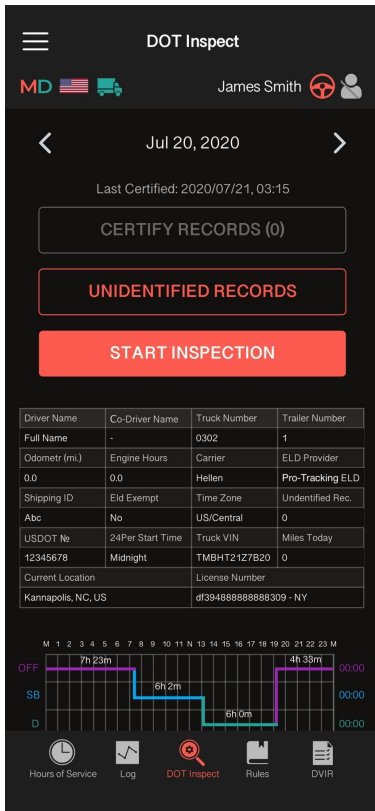 DOT Inspect
MD James Smith
Jul 20, 2020
Last Certified: 2020/07/21, 03:15
CERTIFY RECORDS (0)
UNIDENTIFIED RECORDS
START INSPECTION
Driver Name Co-Driver Name Truck Number Trailer Number
Full Name - 0302 1
Odometr (mi.) Engine Hours Carrier ELD Provider
0.0 0.0 Hellen Pro-Tracking ELD
Shipping ID Eld Exempt Time Zone Undentified Rec.
Abc No US/Central 0
USDOT № 24Per Start Time Truck VIN Miles Today
12345678 Midnight TMBHT21Z7B20 0
Current Location License Number
Kannapolis, NC, US df394888888888309 - NY
M 1 2 3 4 5 6 7 8 9 10 11 N 13 14 15 16 17 18 19 20 21 22 23 M
OFF 7h 23m 4h 33m 00:00
SB 6h 2m 00:00
D 6h 0m 00:00
Hours of Service Log DOT Inspect Rules DVIR